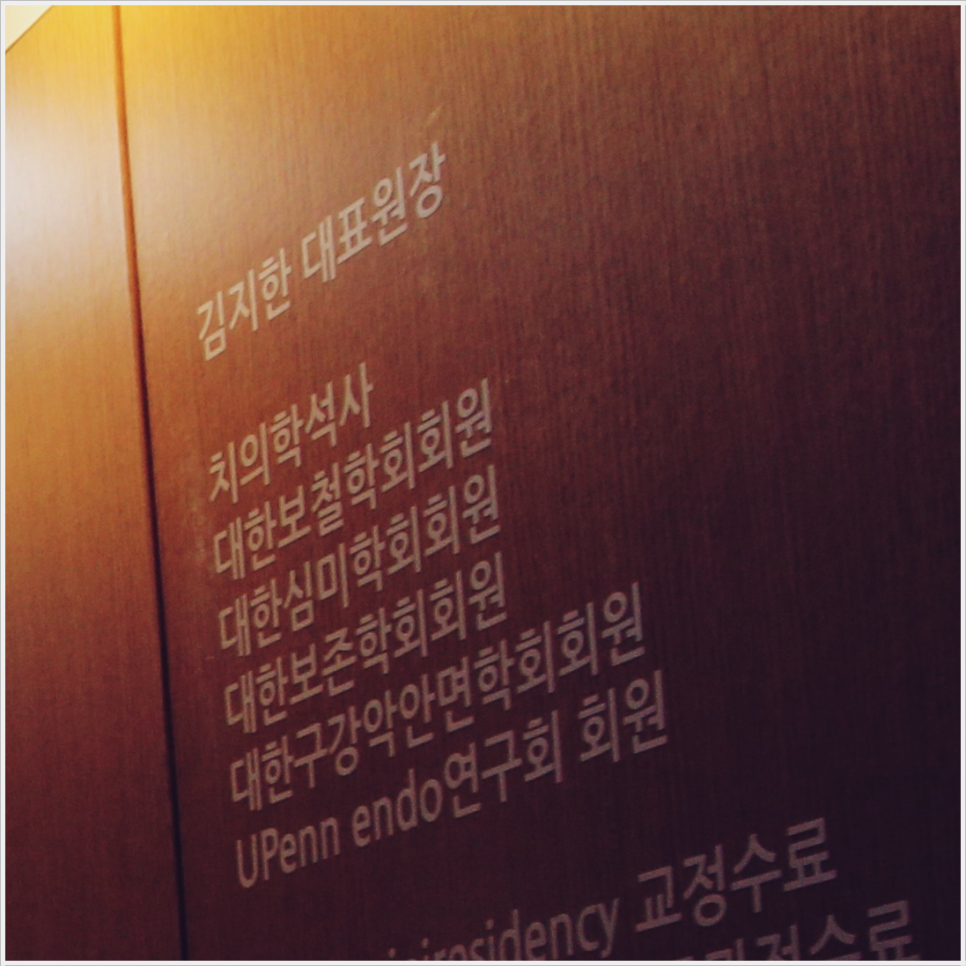 김지한 대표원장
치의학석사
대한보철학회회원
대한심미학회회원
대한보존학회회원
대한구강악안면학회회원
UPenn endo연구회 회원
교정수료